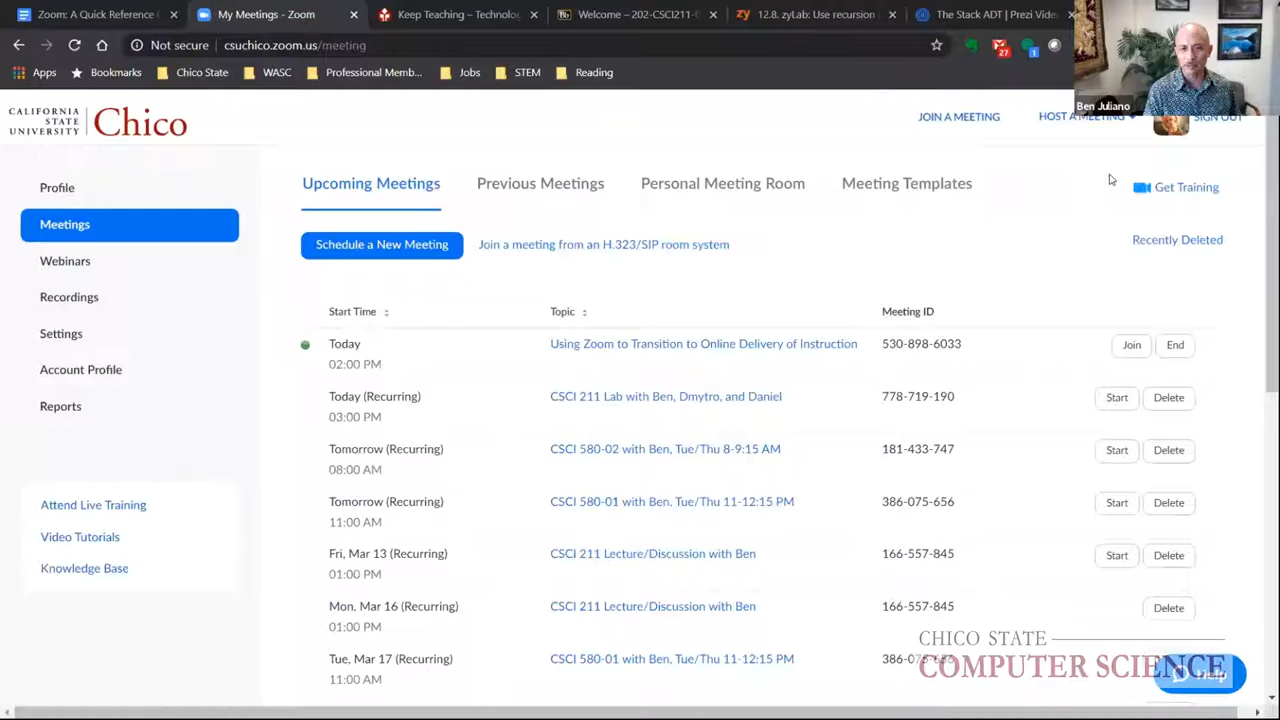 Zoom: A Quick Reference
My Meetings - Zoom
Keep Teaching – Technolo
Welcome – 202-CSCI211-
12.8. zyLab: Use recursion
The Stack ADT | Prezi Vide
Not secure
csuchico.zoom.us/meeting
27
1
Apps
Bookmarks
Chico State
WASC
Professional Memb...
Jobs
STEM
Reading
Ben Juliano
CALIFORNIA
STATE
UNIVERSITY
Chico
JOIN A MEETING
HOST A MEETING
SIGN OUT
Profile
Meetings
Webinars
Recordings
Settings
Account Profile
Reports
Attend Live Training
Video Tutorials
Knowledge Base
Upcoming Meetings
Previous Meetings
Personal Meeting Room
Meeting Templates
Get Training
Schedule a New Meeting
Join a meeting from an H.323/SIP room system
Recently Deleted
Start Time
Topic
Meeting ID
Today
02:00 PM
Using Zoom to Transition to Online Delivery of Instruction
530-898-6033
Join
End
Today (Recurring)
03:00 PM
CSCI 211 Lab with Ben, Dmytro, and Daniel
778-719-190
Start
Delete
Tomorrow (Recurring)
08:00 AM
CSCI 580-02 with Ben, Tue/Thu 8-9:15 AM
181-433-747
Start
Delete
Tomorrow (Recurring)
11:00 AM
CSCI 580-01 with Ben, Tue/Thu 11-12:15 PM
386-075-656
Start
Delete
Fri, Mar 13 (Recurring)
01:00 PM
CSCI 211 Lecture/Discussion with Ben
166-557-845
Start
Delete
Mon, Mar 16 (Recurring)
01:00 PM
CSCI 211 Lecture/Discussion with Ben
166-557-845
Delete
Tue, Mar 17 (Recurring)
11:00 AM
CSCI 580-01 with Ben, Tue/Thu 11-12:15 PM
386-075-656
CHICO STATE
COMPUTER SCIENCE
Help